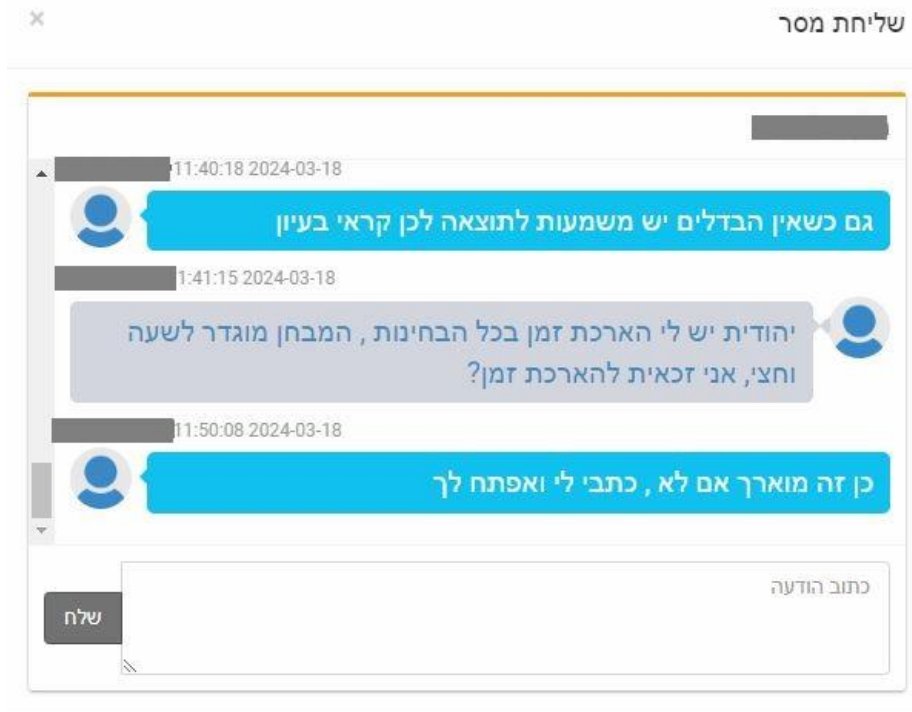 שליחת מסר
×
11:40:18 2024-03-18
גם כשאין הבדלים יש משמעות לתוצאה לכן קראי בעיון
1:41:15 2024-03-18
יהודית יש לי הארכת זמן בכל הבחינות , המבחן מוגדר לשעה
וחצי, אני זכאית להארכת זמן?
11:50:08 2024-03-18
כן זה מוארך אם לא , כתבי לי ואפתח לך
כתוב הודעה
שלח